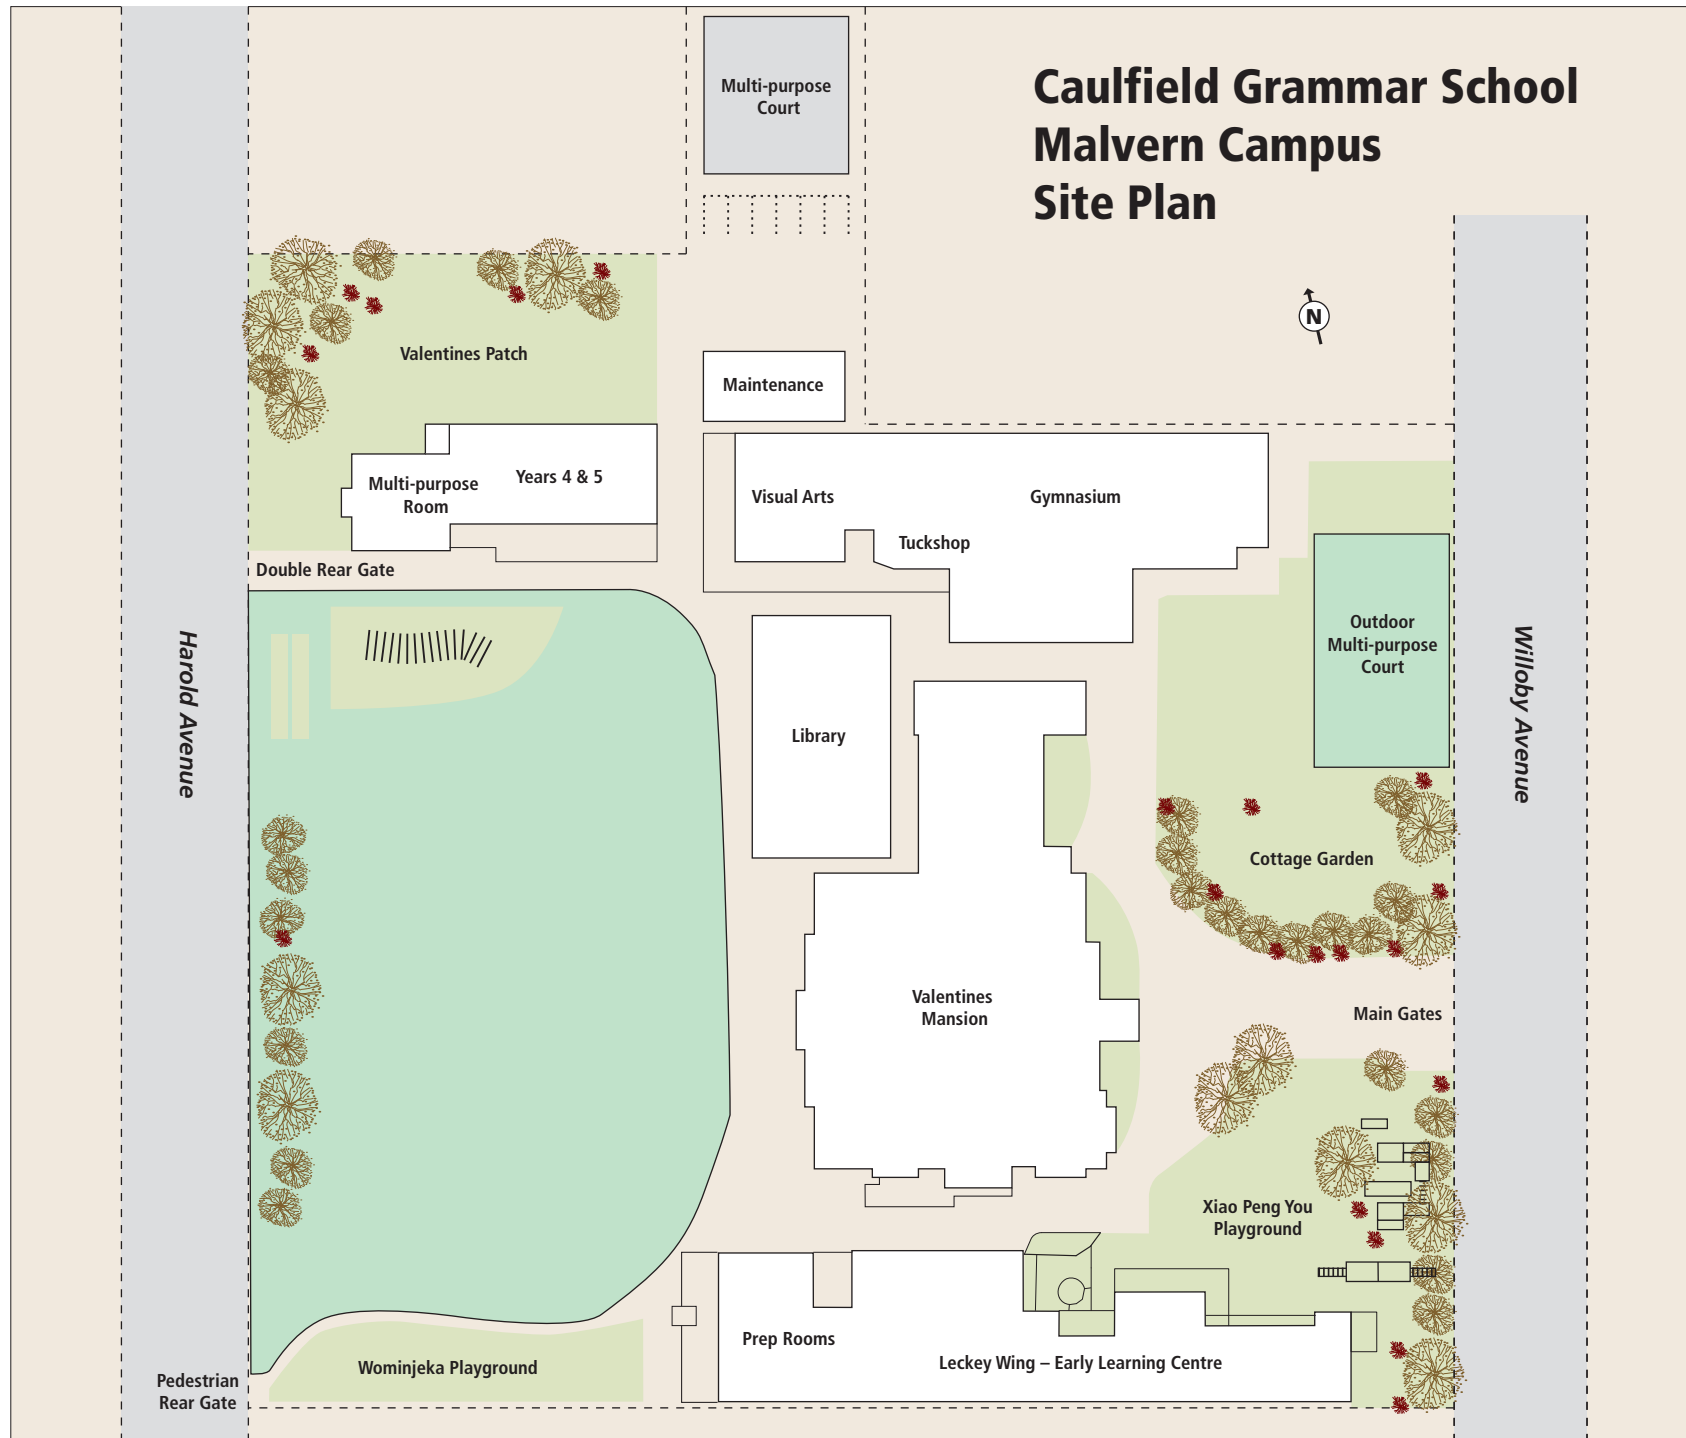 Multi-purpose
Court
Caulfield Grammar School
Malvern Campus
Site Plan
N
Valentines Patch
Maintenance
Multi-purpose
Room
Years 4 & 5
Visual Arts
Gymnasium
Tuckshop
Double Rear Gate
Harold Avenue
Outdoor
Multi-purpose
Court
Willoby Avenue
Library
Cottage Garden
Valentines
Mansion
Main Gates
Xiao Peng You
Playground
Prep Rooms
Leckey Wing – Early Learning Centre
Wominjeka Playground
Pedestrian
Rear Gate